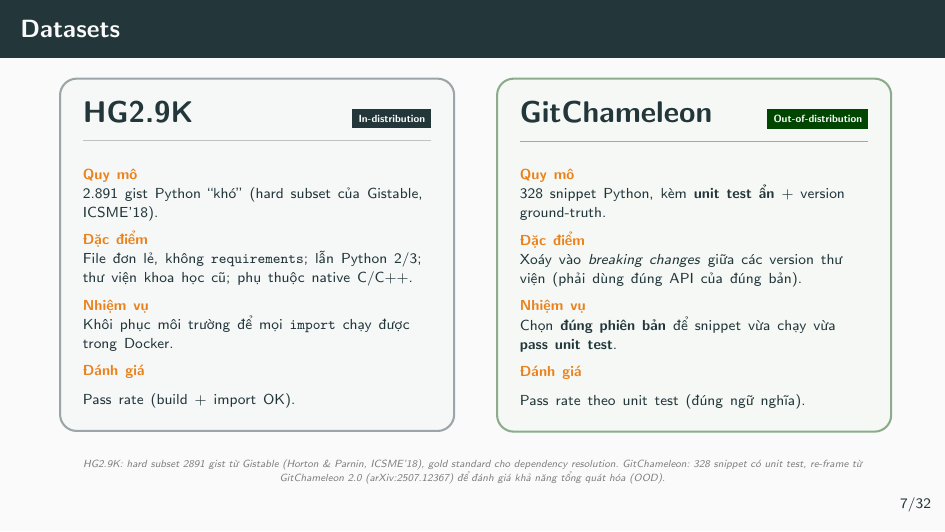 Datasets
HG2.9K
In-distribution
Quy mô
2.891 gist Python “khó” (hard subset của Gistable,
ICSME'18).
Đặc điểm
File đơn lẻ, không requirements; lẫn Python 2/3;
thư viện khoa học cũ; phụ thuộc native C/C++.
Nhiệm vụ
Khôi phục môi trường để mọi import chạy được
trong Docker.
Đánh giá
Pass rate (build + import OK).
GitChameleon
Out-of-distribution
Quy mô
328 snippet Python, kèm unit test ẩn + version
ground-truth.
Đặc điểm
Xoáy vào breaking changes giữa các version thư
viện (phải dùng đúng API của đúng bản).
Nhiệm vụ
Chọn đúng phiên bản để snippet vừa chạy vừa
pass unit test.
Đánh giá
Pass rate theo unit test (đúng ngữ nghĩa).
HG2.9K: hard subset 2891 gist từ Gistable (Horton & Parnin, ICSME'18), gold standard cho dependency resolution. GitChameleon: 328 snippet có unit test, re-frame từ
GitChameleon 2.0 (arXiv:2507.12367) để đánh giá khả năng tổng quát hóa (OOD).
7/32